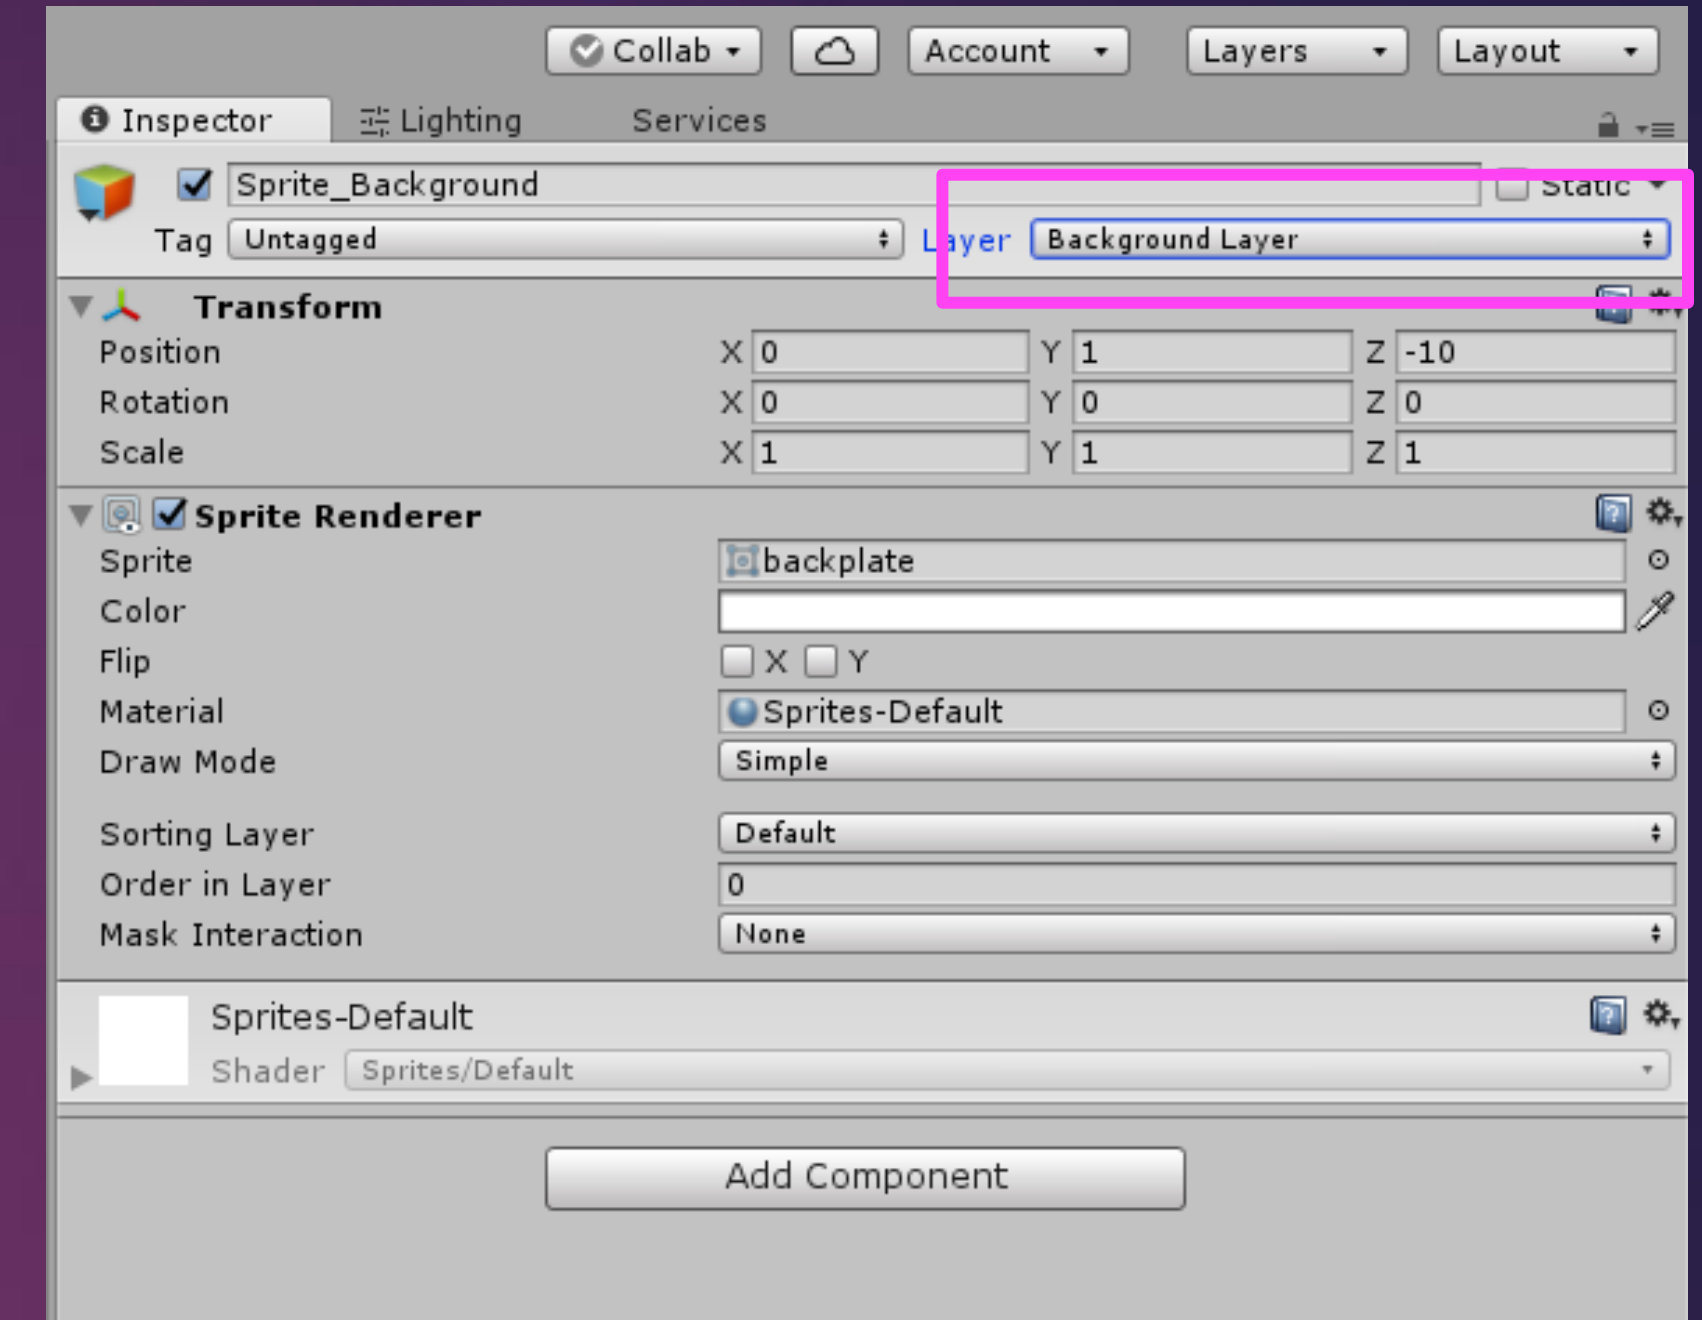 Collab Account Layers Layout
Inspector Lighting Services
Sprite_Background Static
Tag Untagged Layer Background Layer
Transform
Position X 0 Y 1 Z -10
Rotation X 0 Y 0 Z 0
Scale X 1 Y 1 Z 1
Sprite Renderer
Sprite backplate
Color
Flip X Y
Material Sprites-Default
Draw Mode Simple
Sorting Layer Default
Order in Layer 0
Mask Interaction None
Sprites-Default
Shader Sprites/Default
Add Component